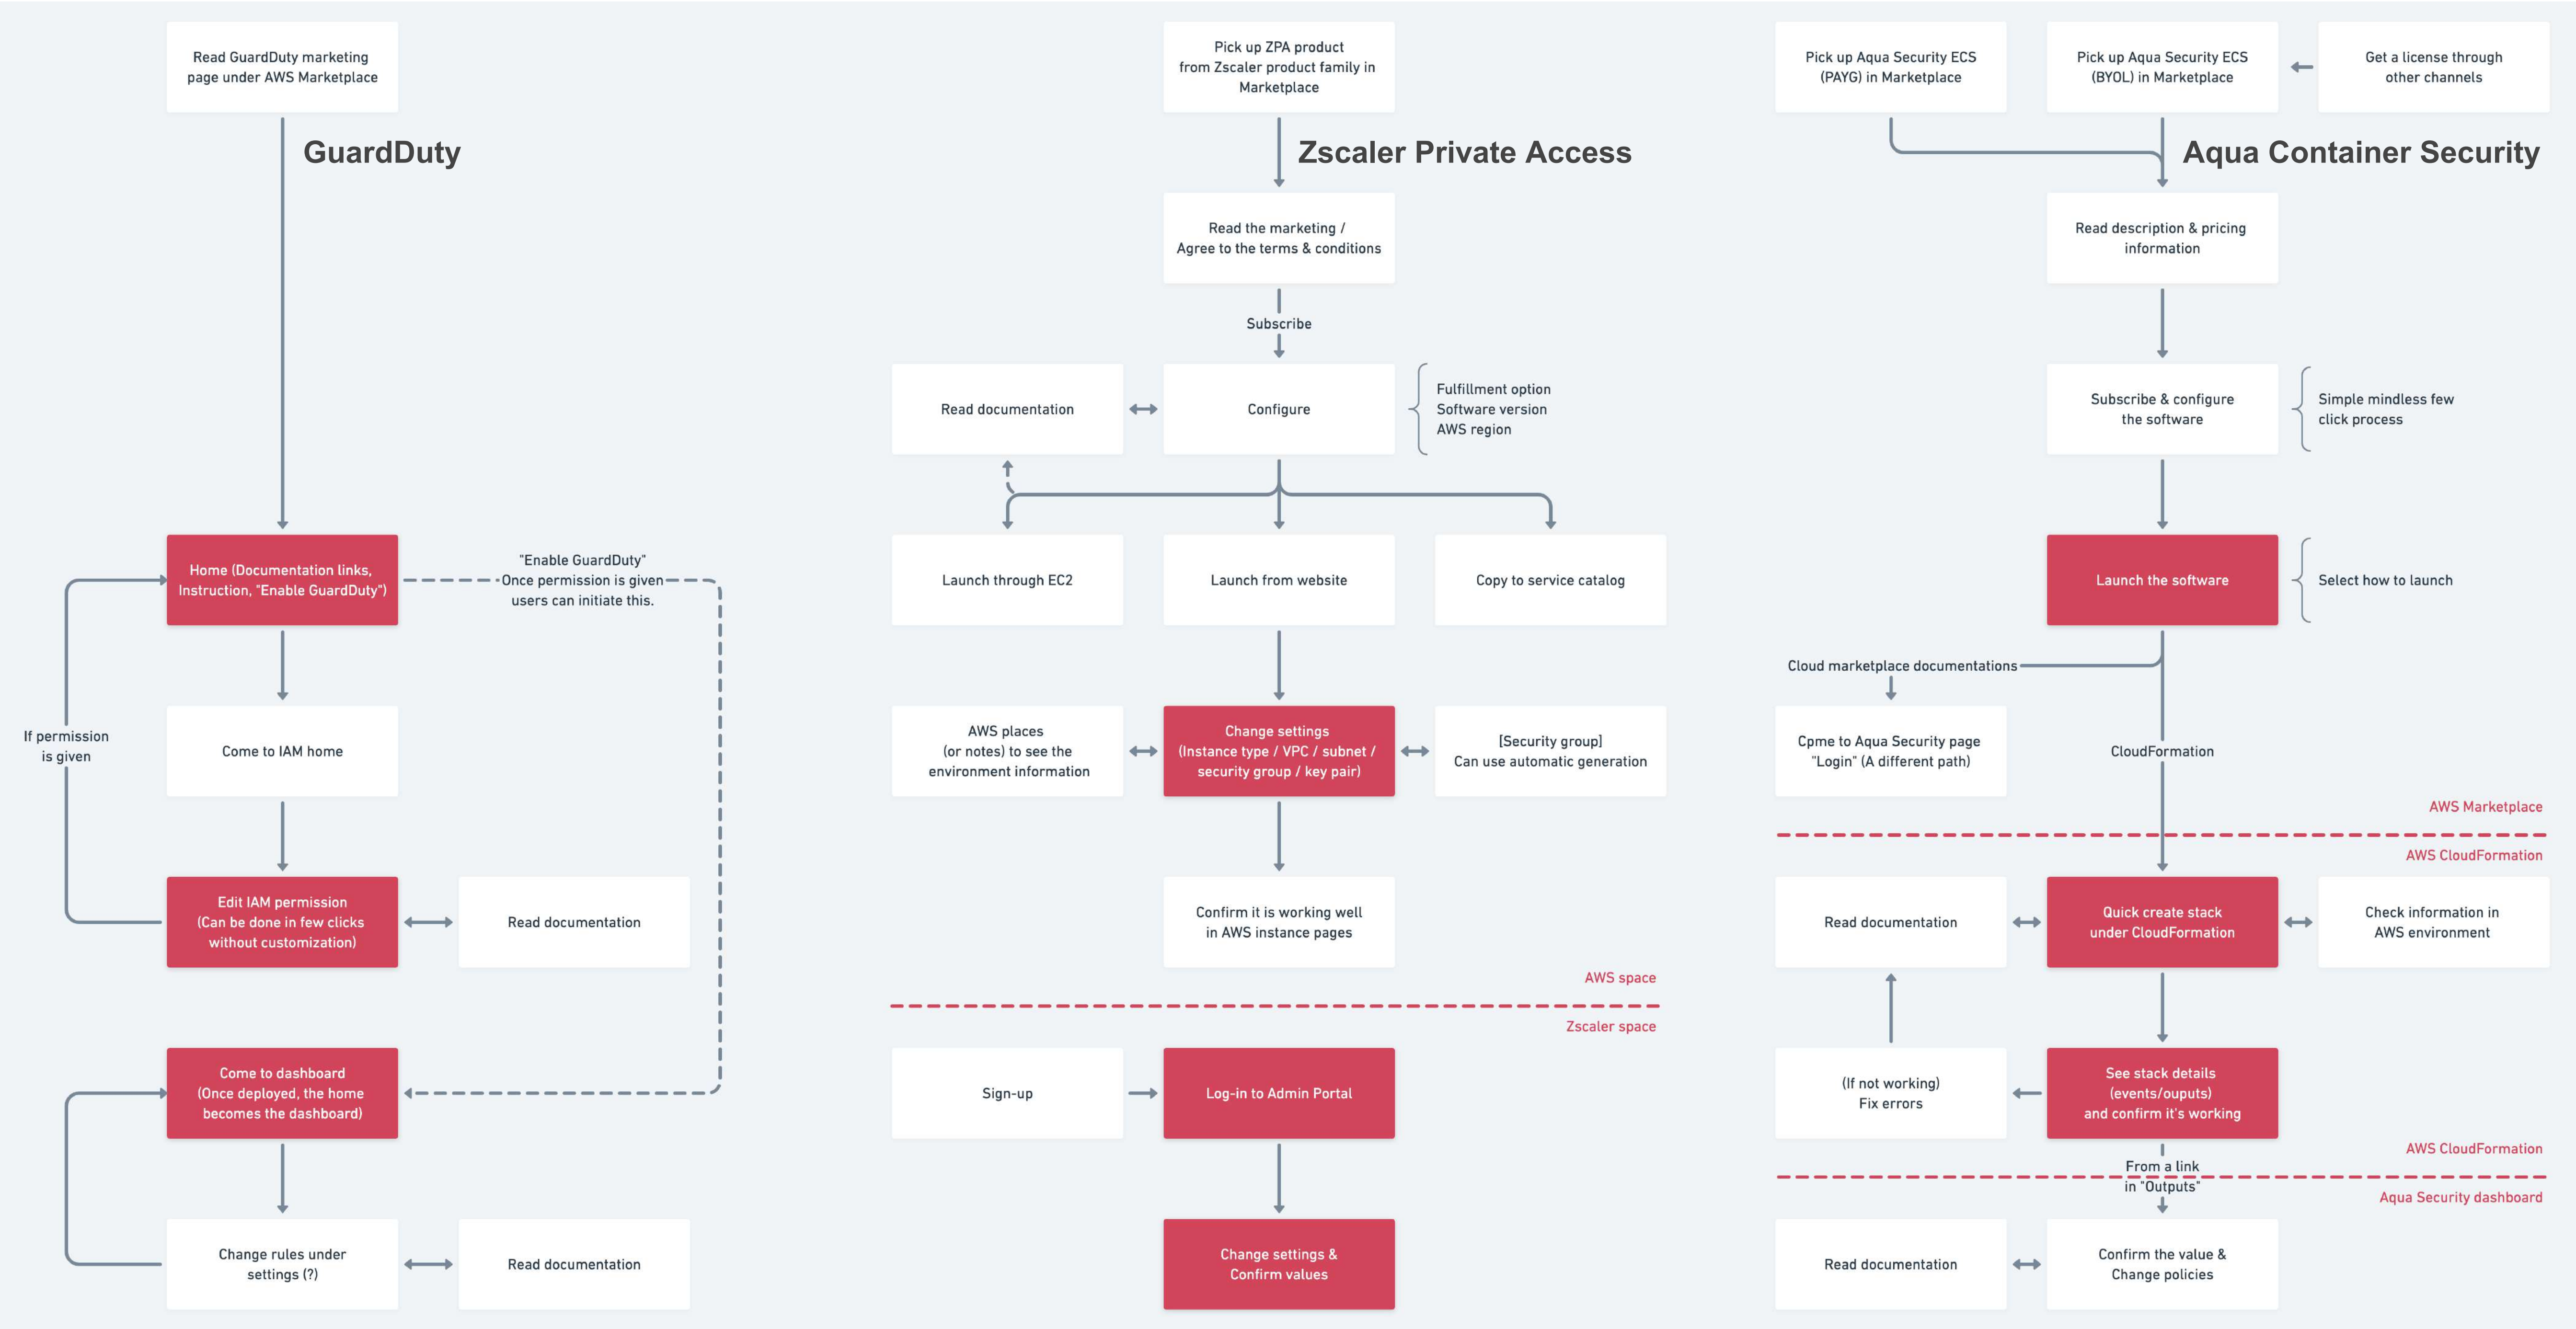 Read GuardDuty marketing
page under AWS Marketplace
GuardDuty
Home (Documentation links,
Instruction, "Enable GuardDuty")
"Enable GuardDuty"
Once permission is given
users can initiate this.
If permission
is given
Come to IAM home
Edit IAM permission
(Can be done in few clicks
without customization)
Read documentation
Come to dashboard
(Once deployed, the home
becomes the dashboard)
Change rules under
settings (?)
Read documentation
Pick up ZPA product
from Zscaler product family in
Marketplace
Zscaler Private Access
Read the marketing /
Agree to the terms & conditions
Subscribe
Read documentation
Configure
Fulfillment option
Software version
AWS region
Launch through EC2
Launch from website
Copy to service catalog
AWS places
(or notes) to see the
environment information
Change settings
(Instance type / VPC / subnet /
security group / key pair)
[Security group]
Can use automatic generation
Confirm it is working well
in AWS instance pages
AWS space
Zscaler space
Sign-up
Log-in to Admin Portal
Change settings &
Confirm values
Pick up Aqua Security ECS
(PAYG) in Marketplace
Pick up Aqua Security ECS
(BYOL) in Marketplace
Get a license through
other channels
Aqua Container Security
Read description & pricing
information
Subscribe & configure
the software
Simple mindless few
click process
Launch the software
Select how to launch
Cloud marketplace documentations
Cpme to Aqua Security page
"Login" (A different path)
CloudFormation
AWS Marketplace
AWS CloudFormation
Read documentation
Quick create stack
under CloudFormation
Check information in
AWS environment
(If not working)
Fix errors
See stack details
(events/ouputs)
and confirm it's working
AWS CloudFormation
From a link
in "Outputs"
Aqua Security dashboard
Read documentation
Confirm the value &
Change policies